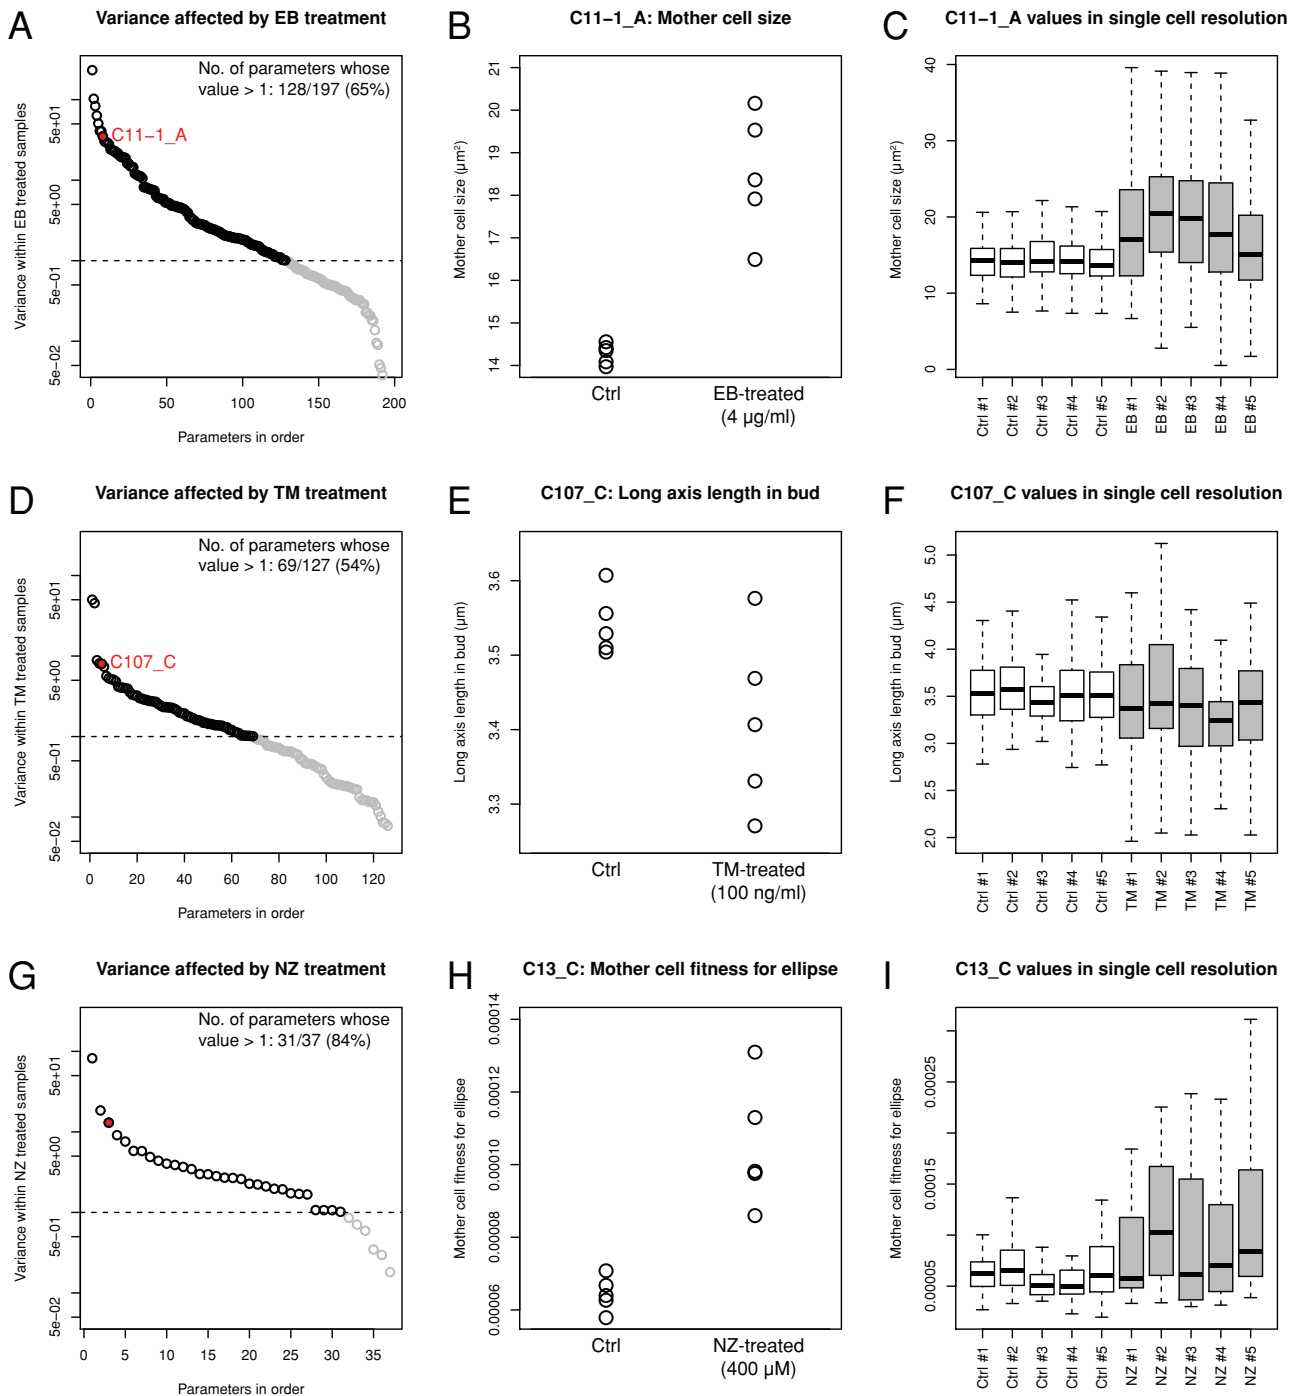 A
Variance affected by EB treatment
No. of parameters whose
value > 1: 128/197 (65%)
C11−1_A
Variance within EB treated samples
5e+01
5e+00
5e−01
5e−02
0 50 100 150 200
Parameters in order
B
C11−1_A: Mother cell size
Mother cell size (µm²)
21
20
19
18
17
16
15
14
Ctrl EB-treated
(4 µg/ml)
C
C11−1_A values in single cell resolution
Mother cell size (µm²)
40
30
20
10
0
Ctrl #1 Ctrl #2 Ctrl #3 Ctrl #4 Ctrl #5 EB #1 EB #2 EB #3 EB #4 EB #5
D
Variance affected by TM treatment
No. of parameters whose
value > 1: 69/127 (54%)
C107_C
Variance within TM treated samples
5e+01
5e+00
5e−01
5e−02
0 20 40 60 80 100 120
Parameters in order
E
C107_C: Long axis length in bud
Long axis length in bud (µm)
3.6
3.5
3.4
3.3
Ctrl TM-treated
(100 ng/ml)
F
C107_C values in single cell resolution
Long axis length in bud (µm)
5.0
4.5
4.0
3.5
3.0
2.5
2.0
Ctrl #1 Ctrl #2 Ctrl #3 Ctrl #4 Ctrl #5 TM #1 TM #2 TM #3 TM #4 TM #5
G
Variance affected by NZ treatment
No. of parameters whose
value > 1: 31/37 (84%)
Variance within NZ treated samples
5e+01
5e+00
5e−01
5e−02
0 5 10 15 20 25 30 35
Parameters in order
H
C13_C: Mother cell fitness for ellipse
Mother cell fitness for ellipse
0.00014
0.00012
0.00010
0.00008
0.00006
Ctrl NZ-treated
(400 µM)
I
C13_C values in single cell resolution
Mother cell fitness for ellipse
0.00025
0.00015
0.00005
Ctrl #1 Ctrl #2 Ctrl #3 Ctrl #4 Ctrl #5 NZ #1 NZ #2 NZ #3 NZ #4 NZ #5